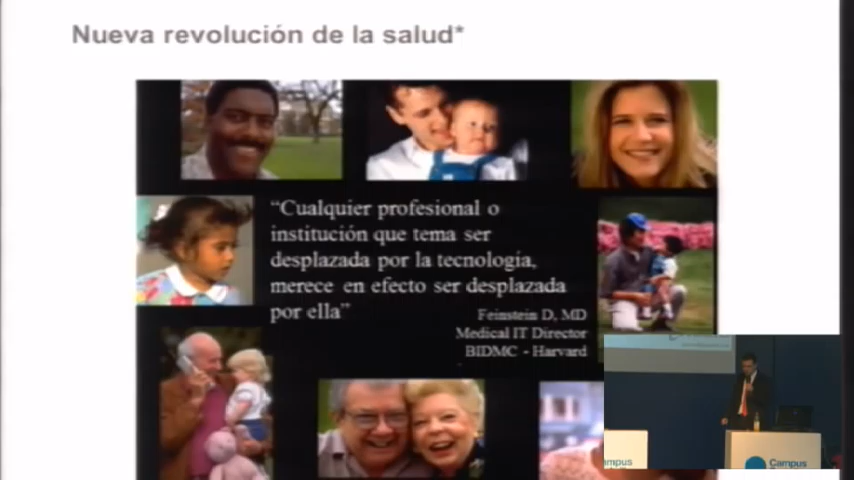 Nueva revolución de la salud*
“Cualquier profesional o
institución que tema ser
desplazada por la tecnología,
merece en efecto ser desplazada
por ella”
Feinstein D, MD
Medical IT Director
BIDMC - Harvard
mpus
Campus